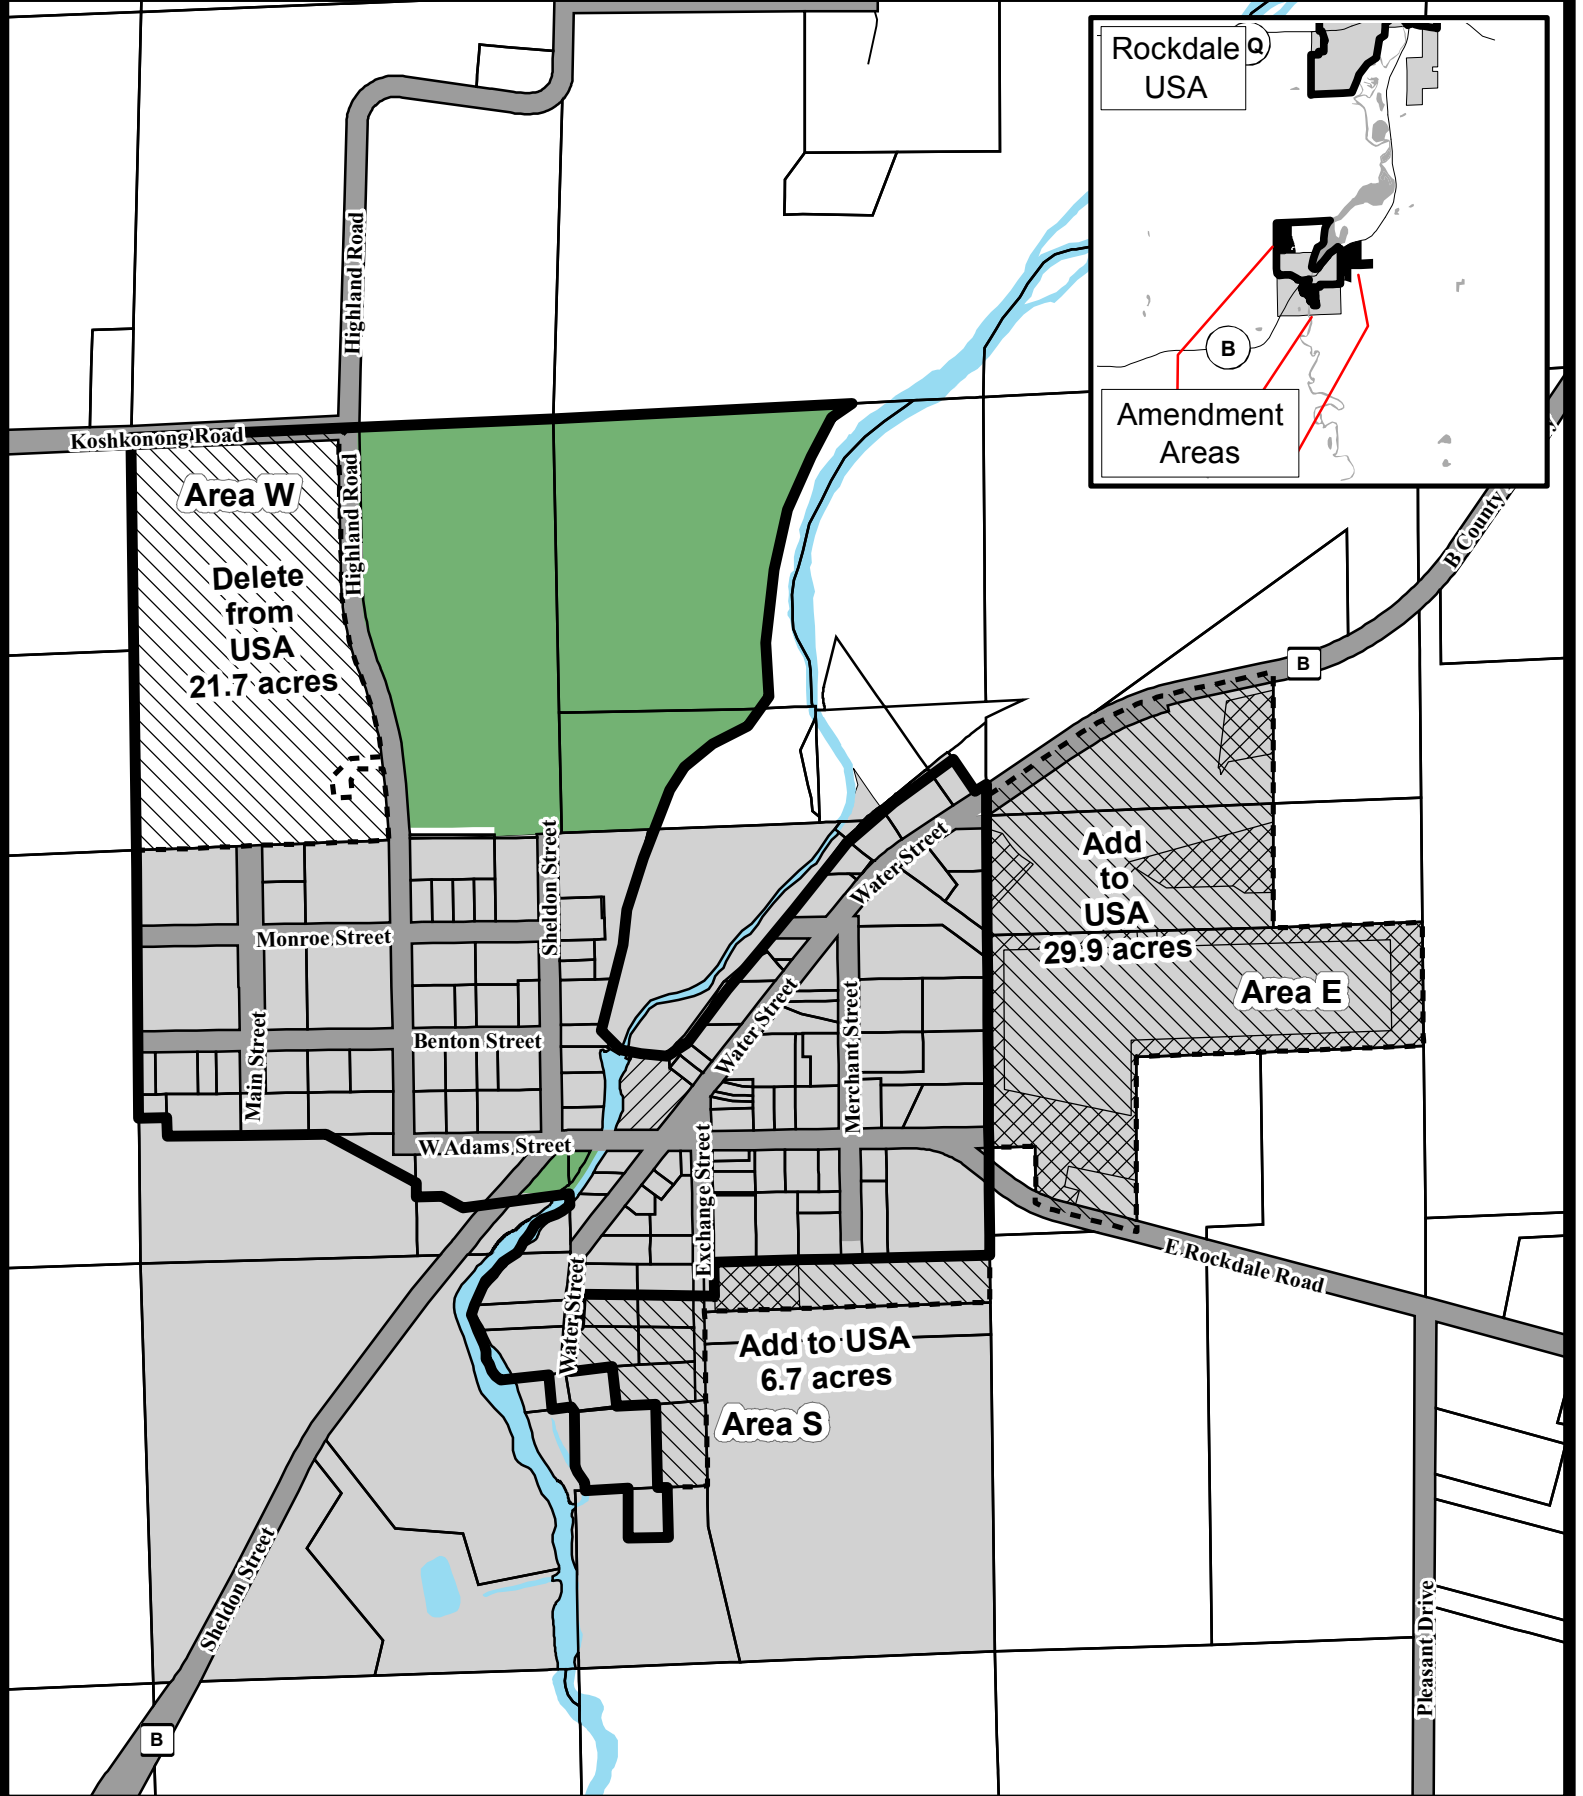 Rockdale
USA
Q
B
Amendment
Areas
Highland Road
Koshkonong Road
Area W
Highland Road
Delete
from
USA
21.7 acres
B County
B
Sheldon Street
Water Street
Add
to
USA
29.9 acres
Area E
Monroe Street
Main Street
Benton Street
Water Street
Merchant Street
W Adams Street
Exchange Street
E Rockdale Road
Water Street
Add to USA
6.7 acres
Area S
Sheldon Street
Pleasant Drive
B